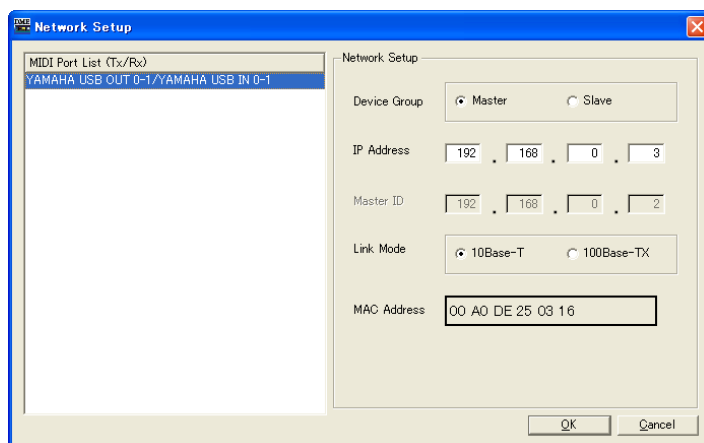 DME Network Setup
MIDI Port List (Tx/Rx)
YAMAHA USB OUT 0-1/YAMAHA USB IN 0-1
Network Setup
Device Group Master Slave
IP Address 192 . 168 . 0 . 3
Master ID 192 . 168 . 0 . 2
Link Mode 10Base-T 100Base-TX
MAC Address 00 A0 DE 25 03 16
OK Cancel